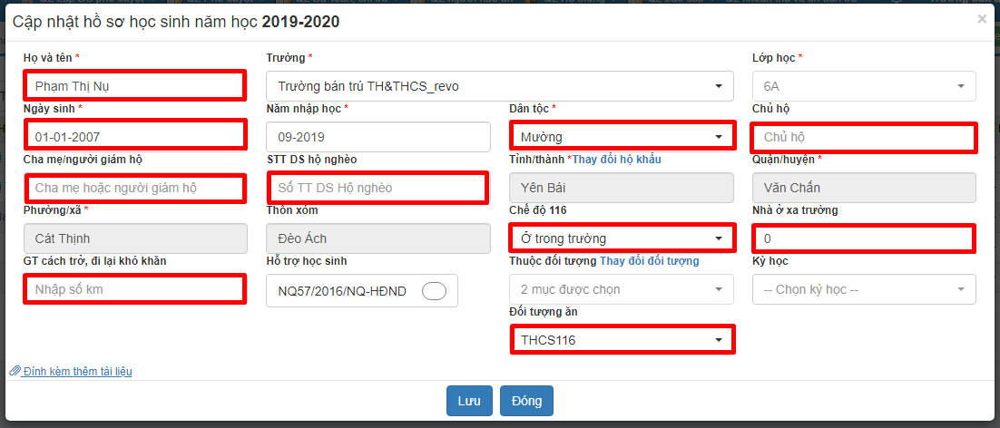 Cập nhật hồ sơ học sinh năm học 2019-2020 ×
Họ và tên * Trường * Lớp học *
Phạm Thị Nụ Trường bán trú TH&THCS_revo 6A
Ngày sinh * Năm nhập học * Dân tộc * Chủ hộ
01-01-2007 09-2019 Mường Chủ hộ
Cha mẹ/người giám hộ STT DS hộ nghèo Tỉnh/thành *Thay đổi hộ khẩu Quận/huyện *
Cha mẹ hoặc người giám hộ Số TT DS Hộ nghèo Yên Bái Văn Chấn
Phường/xã * Thôn xóm Chế độ 116 Nhà ở xa trường
Cát Thịnh Đèo Ách Ở trong trường 0
GT cách trở, đi lại khó khăn Hỗ trợ học sinh Thuộc đối tượng Thay đổi đối tượng Kỳ học
Nhập số km NQ57/2016/NQ-HĐND 2 mục được chọn -- Chọn kỳ học --
Đối tượng ăn
THCS116
Đính kèm thêm tài liệu
Lưu Đóng